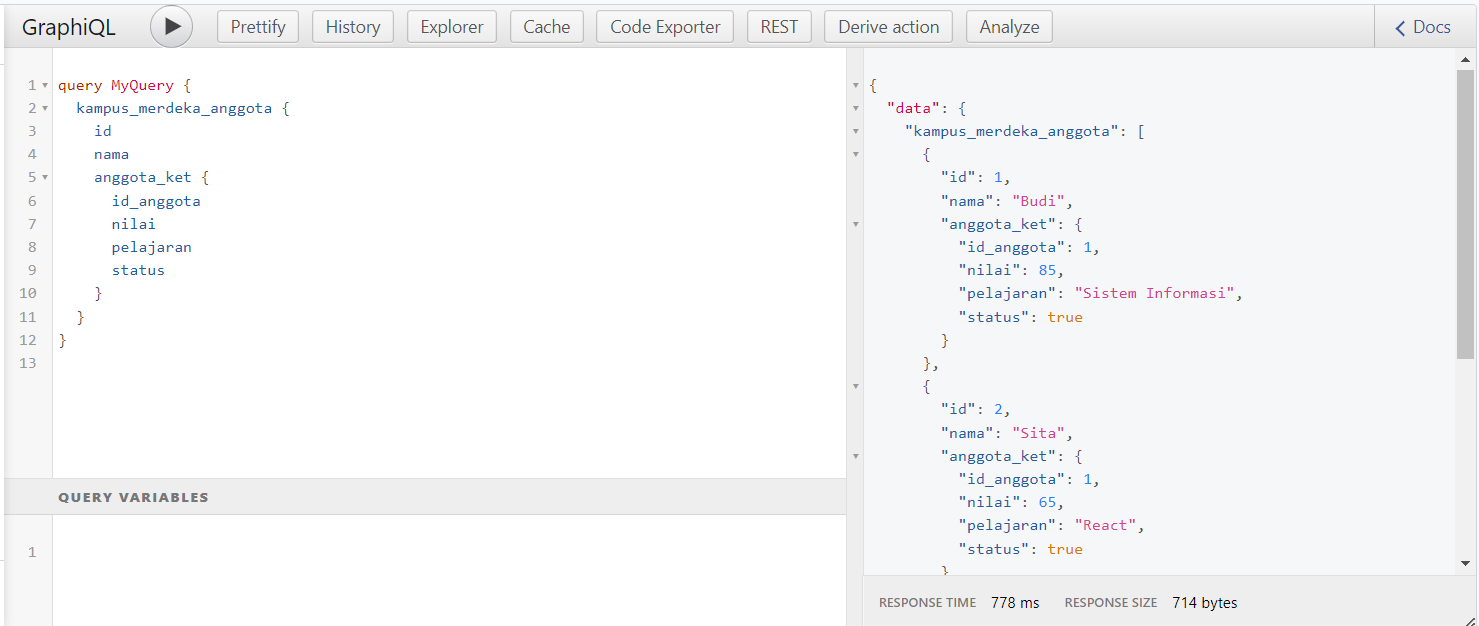 GraphiQL Prettify History Explorer Cache Code Exporter REST Derive action Analyze Docs
1 query MyQuery {
2 kampus_merdeka_anggota {
3 id
4 nama
5 anggota_ket {
6 id_anggota
7 nilai
8 pelajaran
9 status
10 }
11 }
12 }
13
QUERY VARIABLES
1
{
"data": {
"kampus_merdeka_anggota": [
{
"id": 1,
"nama": "Budi",
"anggota_ket": {
"id_anggota": 1,
"nilai": 85,
"pelajaran": "Sistem Informasi",
"status": true
}
},
{
"id": 2,
"nama": "Sita",
"anggota_ket": {
"id_anggota": 1,
"nilai": 65,
"pelajaran": "React",
"status": true
}
RESPONSE TIME 778 ms RESPONSE SIZE 714 bytes